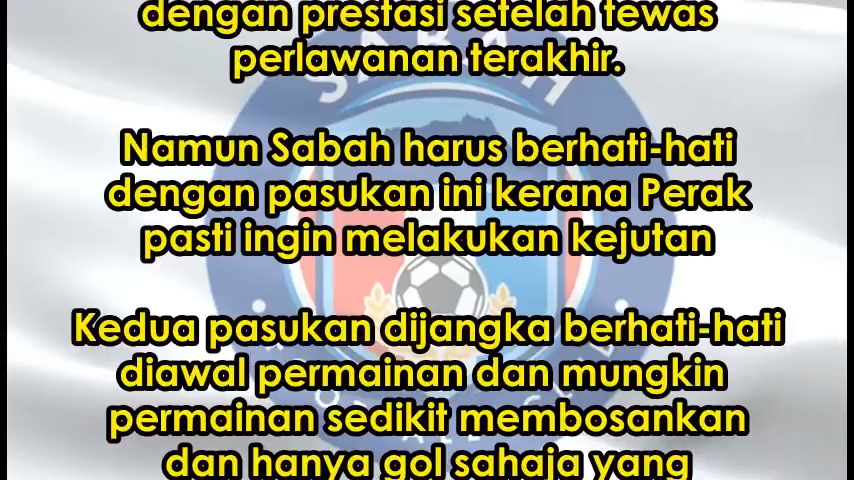 dengan prestasi setelah tewas
perlawanan terakhir.
Namun Sabah harus berhati-hati
dengan pasukan ini kerana Perak
pasti ingin melakukan kejutan
Kedua pasukan dijangka berhati-hati
diawal permainan dan mungkin
permainan sedikit membosankan
dan hanya gol sahaja yang
SABAH